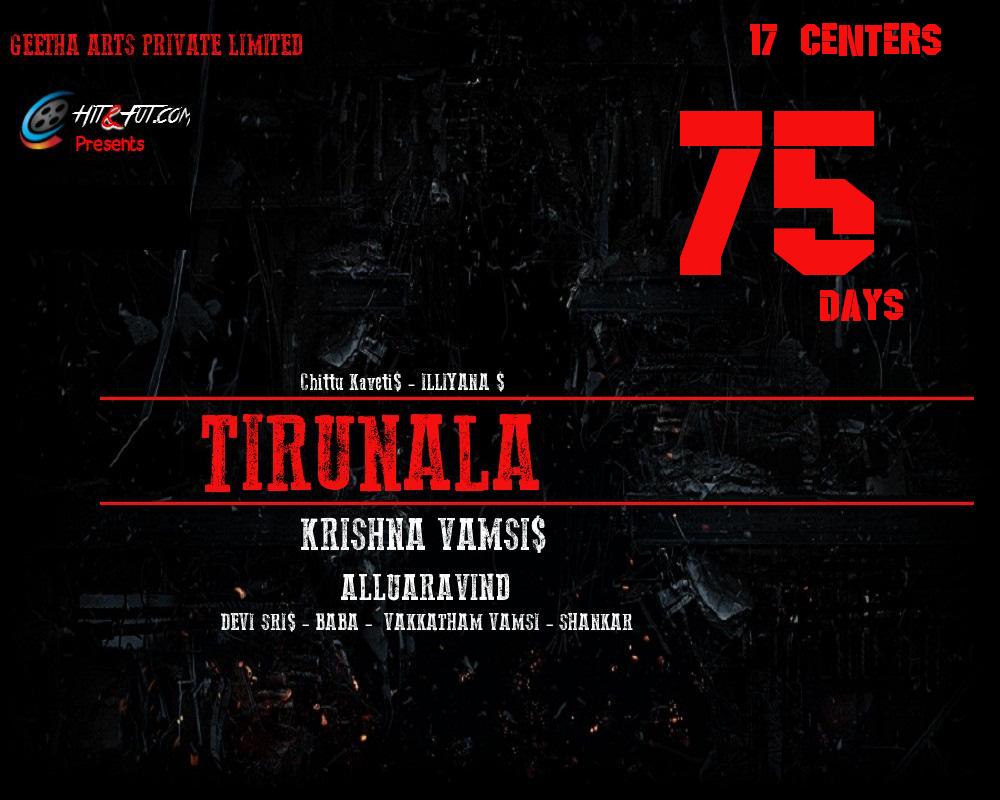 GEETHA ARTS PRIVATE LIMITED
17 CENTERS
HIT&FUT.COM
Presents
75
DAYS
Chittu Kaveti$ - ILLIYANA $
TIRUNALA
KRISHNA VAMSI$
ALLUARAVIND
DEVI SRI$ - BABA - VAKKATHAM VAMSI - SHANKAR